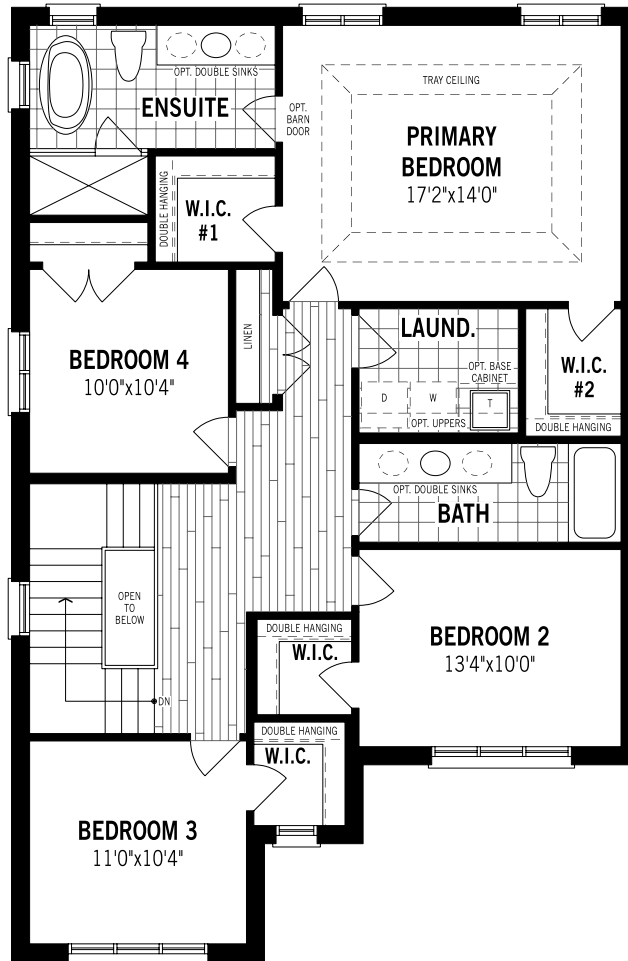 OPT. DOUBLE SINKS
ENSUITE
OPT.
BARN
DOOR
TRAY CEILING
PRIMARY
BEDROOM
17'2"x14'0"
DOUBLE HANGING
W.I.C.
#1
LINEN
LAUND.
OPT. BASE
CABINET
D
W
T
OPT. UPPERS
W.I.C.
#2
DOUBLE HANGING
BEDROOM 4
10'0"x10'4"
OPT. DOUBLE SINKS
BATH
OPEN
TO
BELOW
DN
DOUBLE HANGING
W.I.C.
BEDROOM 2
13'4"x10'0"
DOUBLE HANGING
W.I.C.
BEDROOM 3
11'0"x10'4"